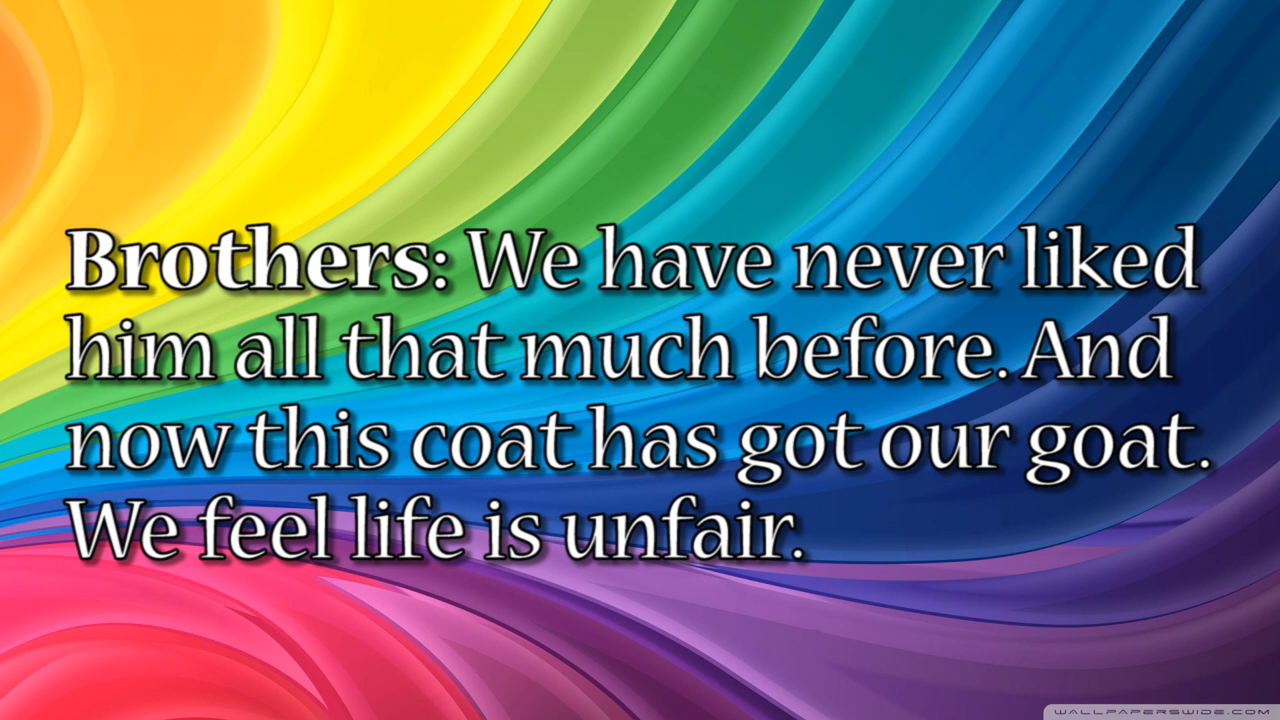 Brothers: We have never liked
him all that much before. And
now this coat has got our goat.
We feel life is unfair.
WALLPAPERSWIDE.COM